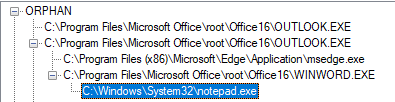 ORPHAN
C:\Program Files\Microsoft Office\root\Office16\OUTLOOK.EXE
C:\Program Files\Microsoft Office\root\Office16\OUTLOOK.EXE
C:\Program Files (x86)\Microsoft\Edge\Application\msedge.exe
C:\Program Files\Microsoft Office\root\Office16\WINWORD.EXE
C:\Windows\System32\notepad.exe